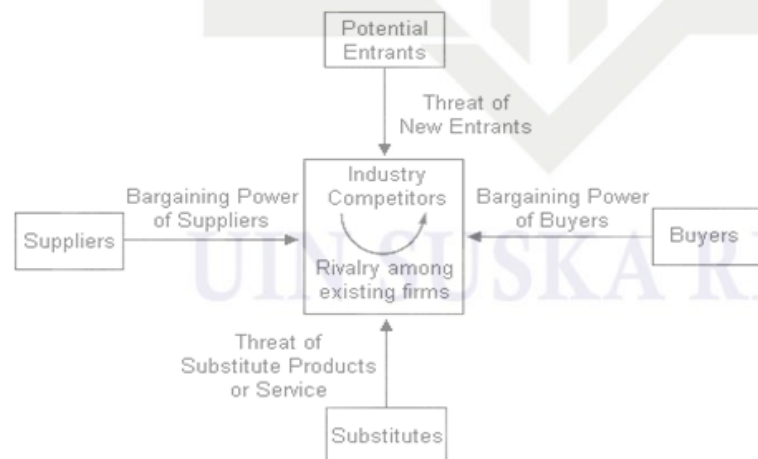 Potential
Entrants
Threat of
New Entrants
Industry
Competitors
Bargaining Power
of Suppliers
Bargaining Power
of Buyers
Suppliers
Buyers
Rivalry among
existing firms
Threat of
Substitute Products
or Service
Substitutes
UIN SUSKA